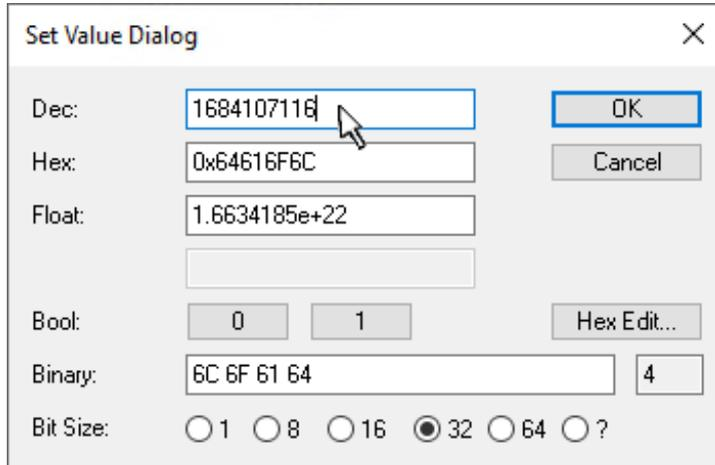 Set Value Dialog
Dec: 1684107116 OK
Hex: 0x64616F6C Cancel
Float: 1.6634185e+22
Bool: 0 1 Hex Edit...
Binary: 6C 6F 61 64 4
Bit Size: 1 8 16 32 64 ?